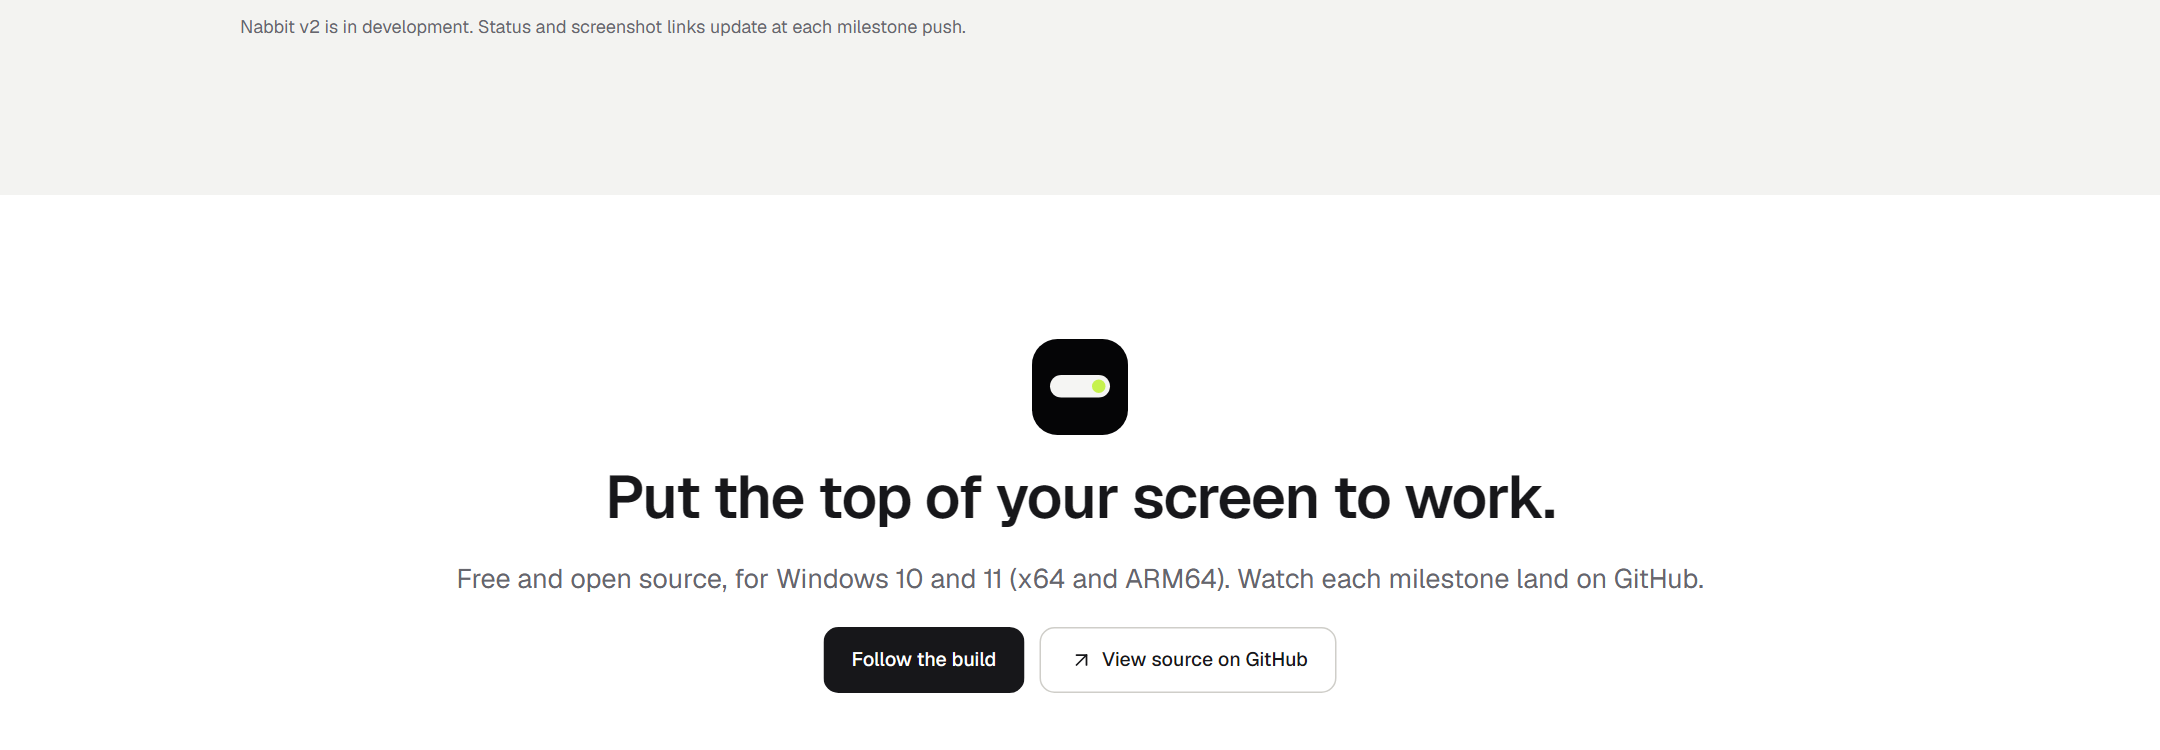 Nabbit v2 is in development. Status and screenshot links update at each milestone push.
Put the top of your screen to work.
Free and open source, for Windows 10 and 11 (x64 and ARM64). Watch each milestone land on GitHub.
Follow the build
View source on GitHub